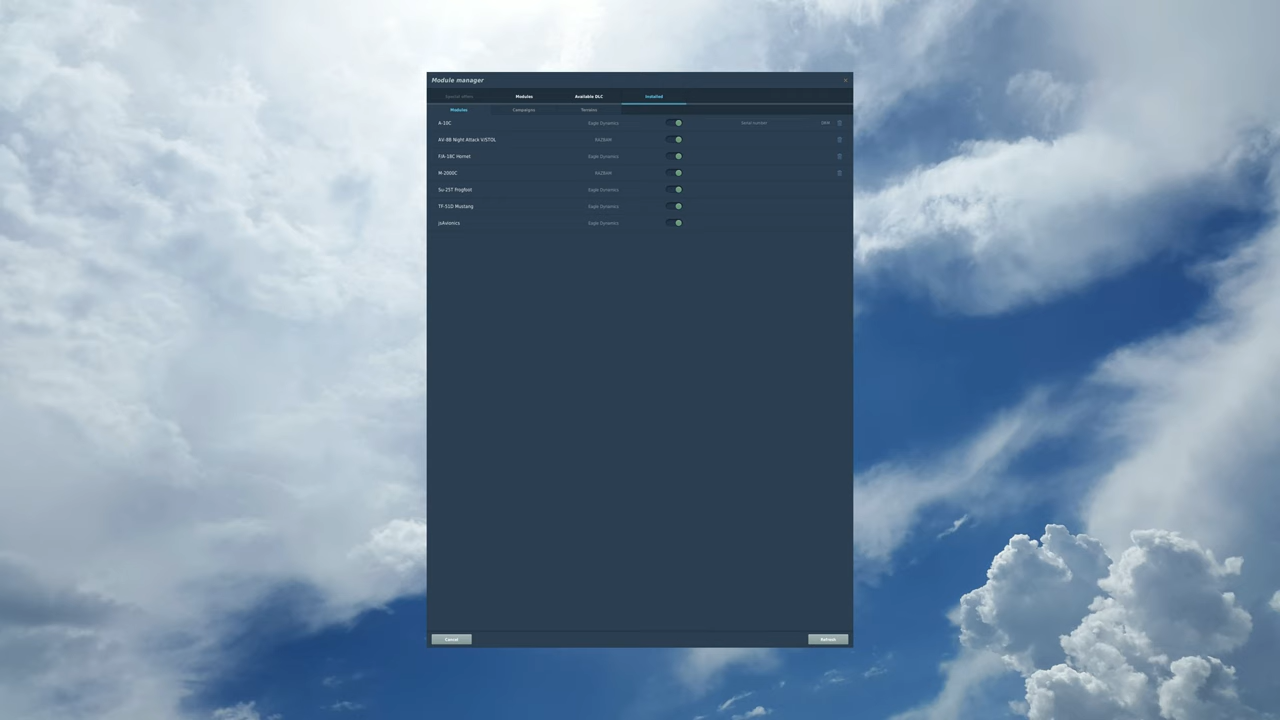 Module manager
Special offers Modules Available DLC Installed
Modules Campaigns Terrains
A-10C Eagle Dynamics Serial number
AV-8B Night Attack V/STOL RAZBAM
F/A-18C Hornet Eagle Dynamics
M-2000C RAZBAM
Su-25T Frogfoot Eagle Dynamics
TF-51D Mustang Eagle Dynamics
jsAvionics Eagle Dynamics
Cancel Refresh